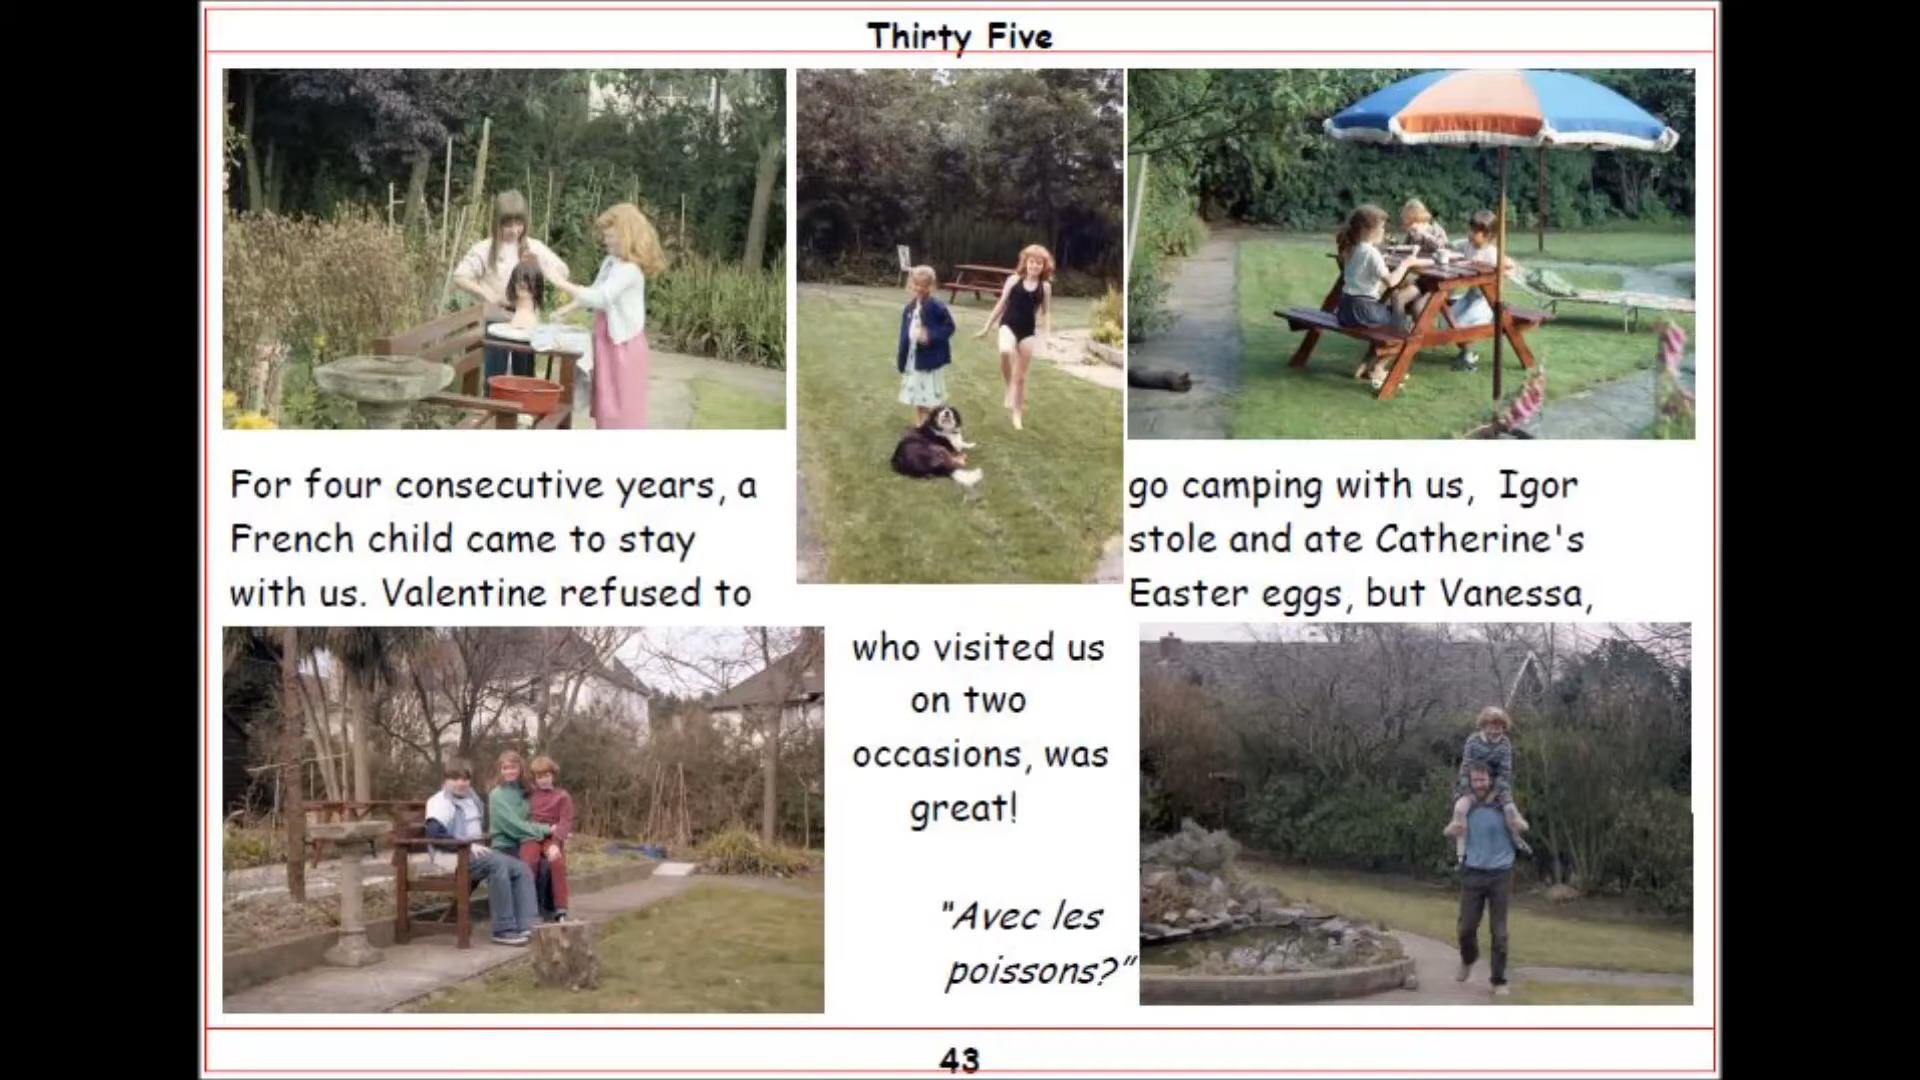 Thirty Five
For four consecutive years, a
French child came to stay
with us. Valentine refused to
go camping with us, Igor
stole and ate Catherine's
Easter eggs, but Vanessa,
who visited us
on two
occasions, was
great!
"Avec les
poissons?"
43